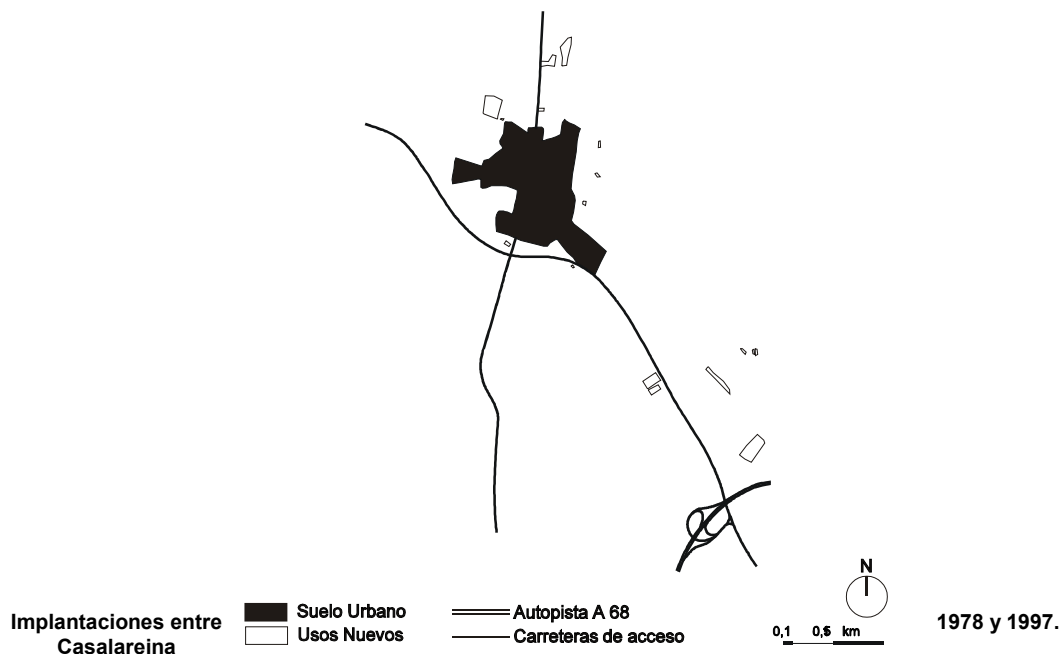 N
Implantaciones entre
Casalareina
Suelo Urbano
Usos Nuevos
Autopista A 68
Carreteras de acceso
0,1 0,5 km
1978 y 1997.